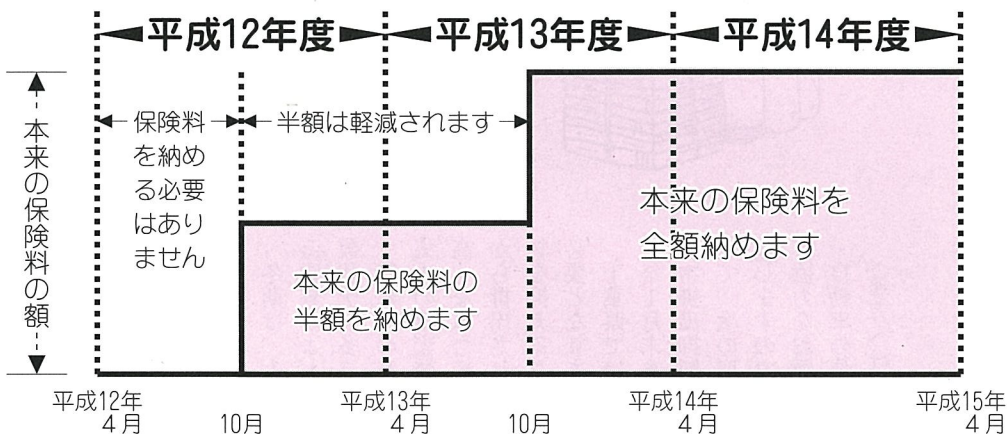 平成12年度 平成13年度 平成14年度
本来の保険料の額
保険料
を納め
る必要
はあり
ません
半額は軽減されます
本来の保険料の
半額を納めます
本来の保険料を
全額納めます
平成12年
4月
10月
平成13年
4月
10月
平成14年
4月
平成15年
4月